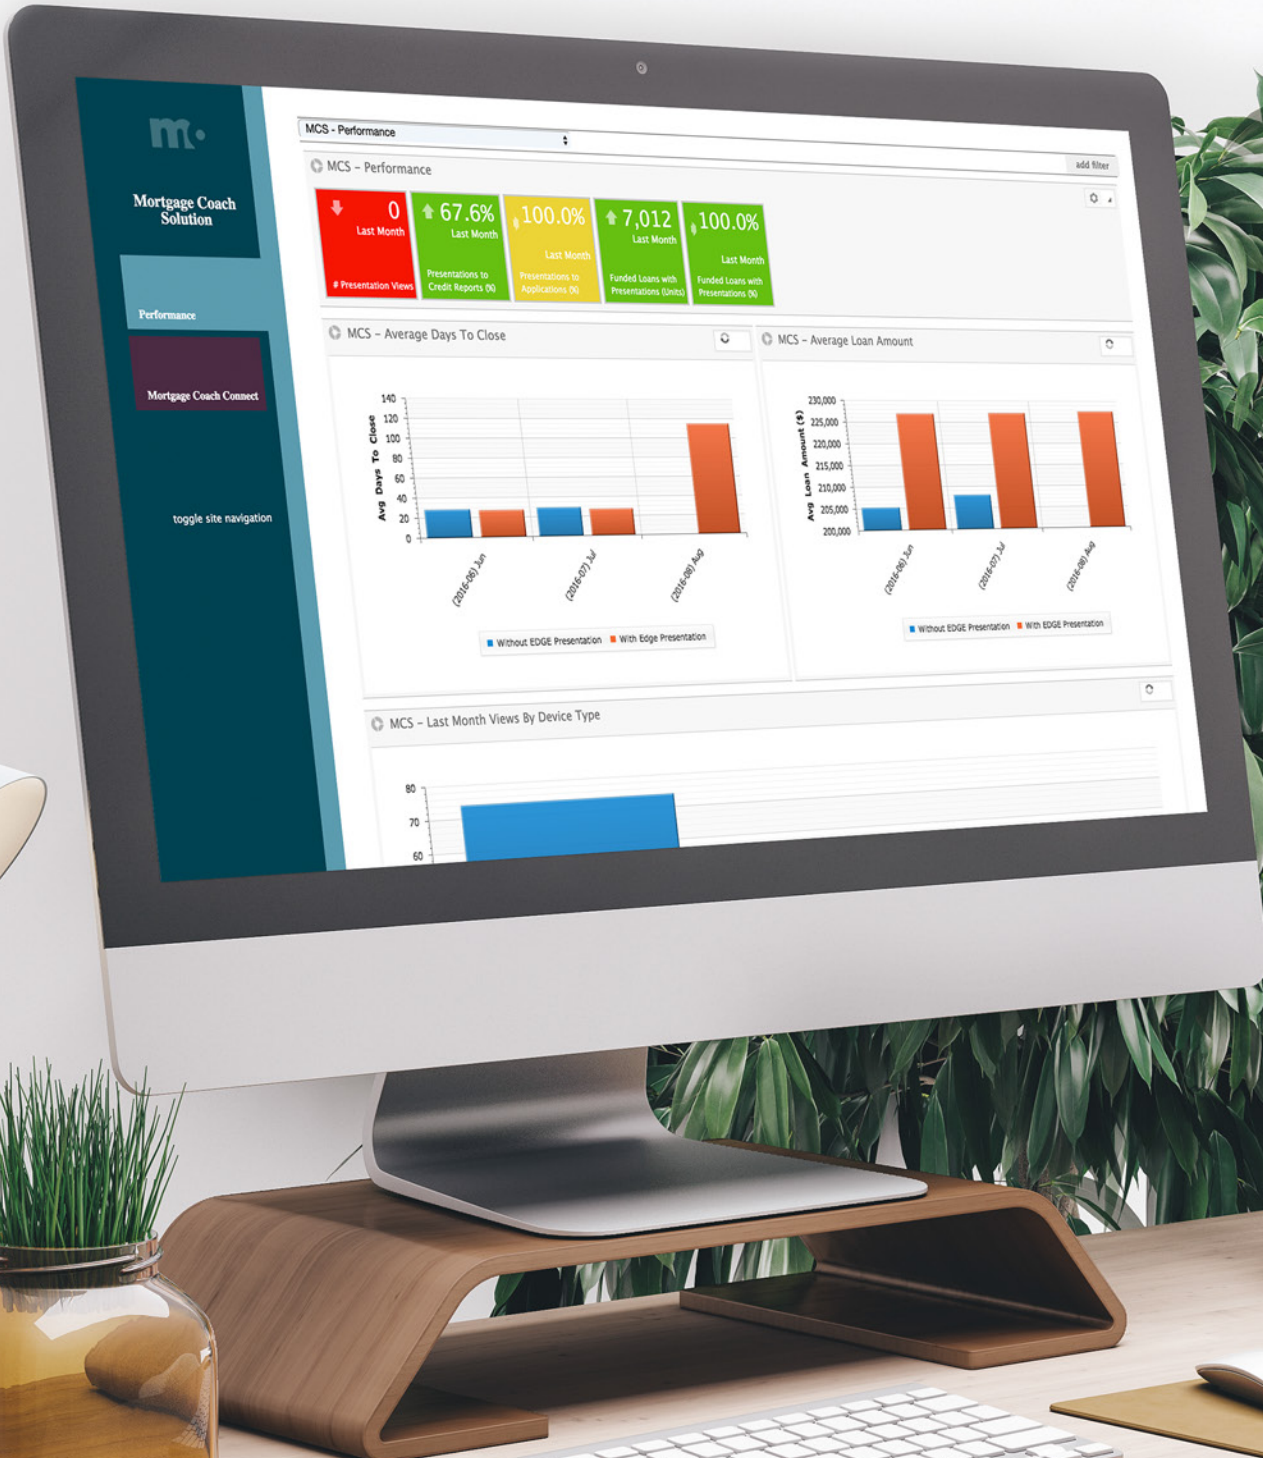 m.
Mortgage Coach
Solution
Performance
Mortgage Coach Connect
toggle site navigation
MCS - Performance
add filter
MCS - Performance
0
Last Month
# Presentation Views
67.6%
Last Month
Presentations to
Credit Reports (%)
100.0%
Last Month
Presentations to
Applications (%)
7,012
Last Month
Funded Loans with
Presentations (Units)
100.0%
Last Month
Funded Loans with
Presentations (%)
MCS - Average Days To Close
Avg Days To Close
140
120
100
80
60
40
20
0
(2016-06) Jun
(2016-07) Jul
(2016-08) Aug
Without EDGE Presentation
With Edge Presentation
MCS - Average Loan Amount
Avg Loan Amount ($)
230,000
225,000
220,000
215,000
210,000
205,000
200,000
(2016-06) Jun
(2016-07) Jul
(2016-08) Aug
Without EDGE Presentation
With EDGE Presentation
MCS - Last Month Views By Device Type
80
70
60